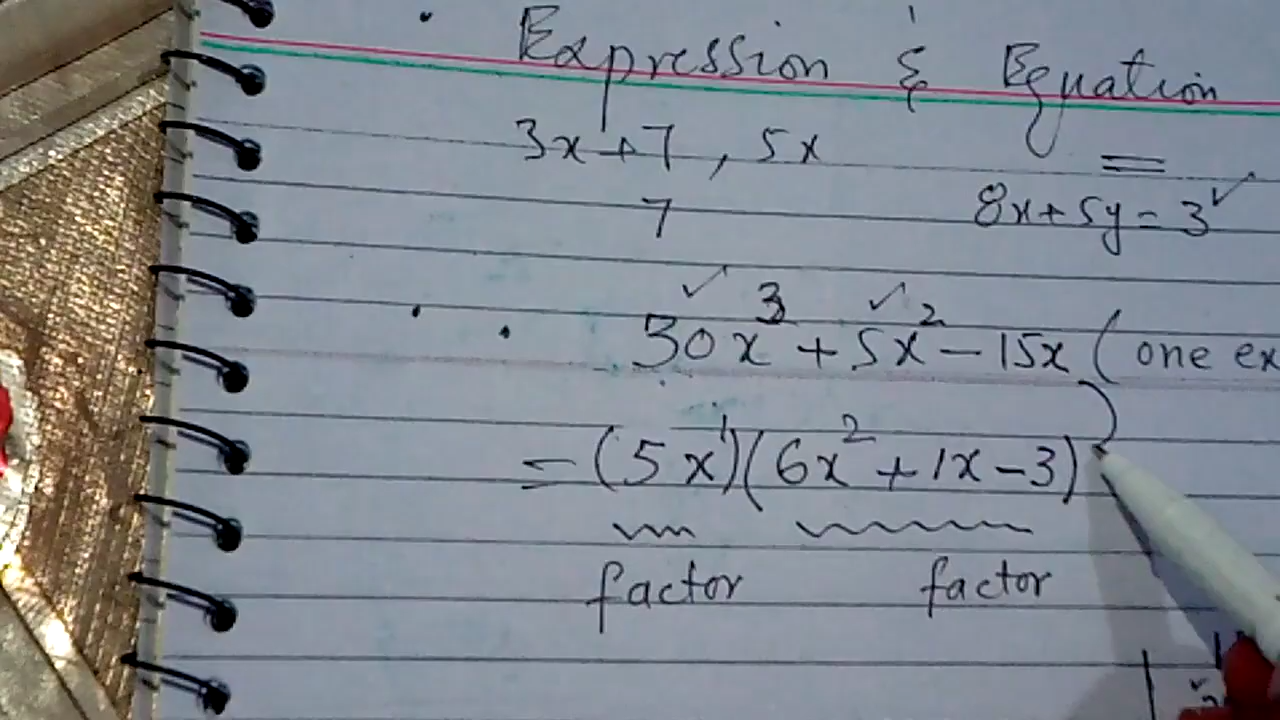 Expression & Equation
3x+7, 5x
=
7
8x+5y=3✓
30x³ + 5x² - 15x (one ex
= (5x¹)(6x² + 1x - 3)
factor factor